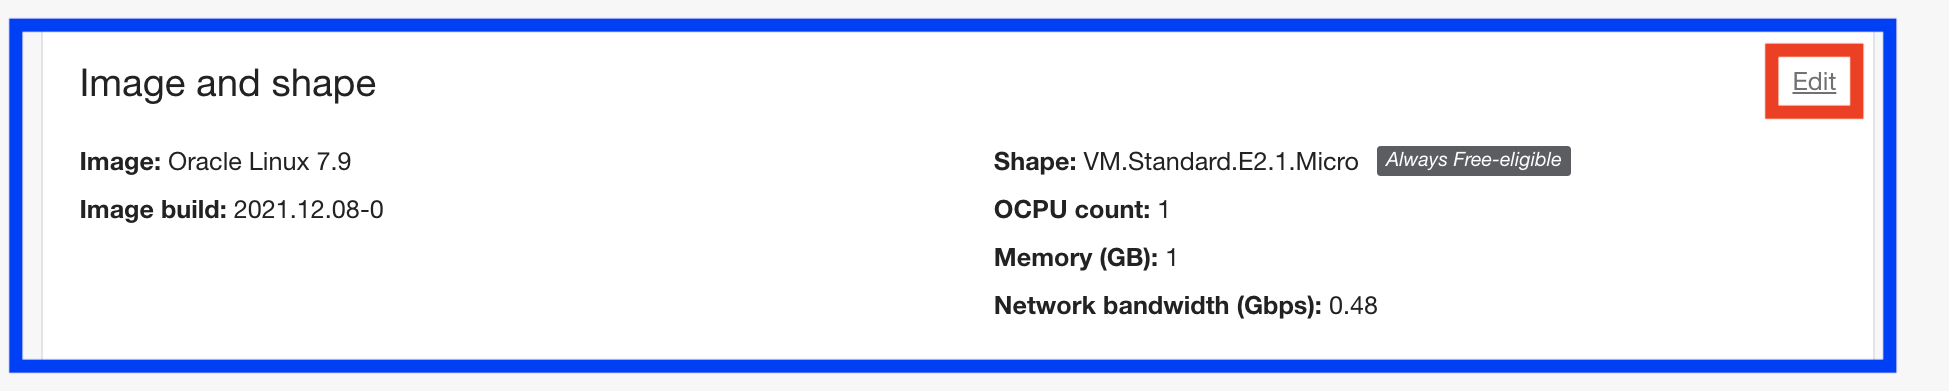 Image and shape
Edit
Image: Oracle Linux 7.9
Image build: 2021.12.08-0
Shape: VM.Standard.E2.1.Micro Always Free-eligible
OCPU count: 1
Memory (GB): 1
Network bandwidth (Gbps): 0.48